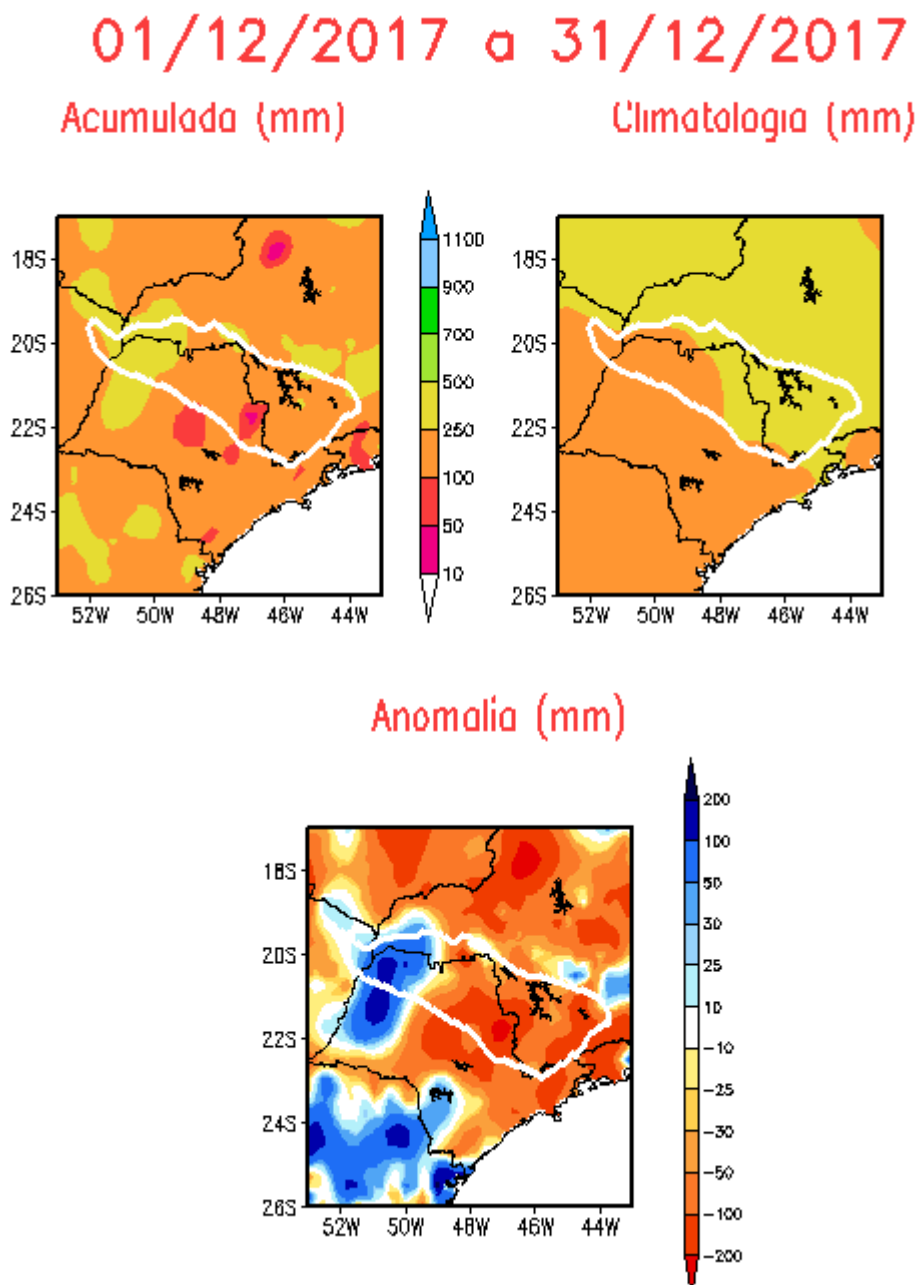 01/12/2017 a 31/12/2017
Acumulada (mm)
Climatologia (mm)
18S
20S
22S
24S
26S
52W 50W 48W 46W 44W
1100
900
700
500
250
100
50
10
18S
20S
22S
24S
26S
52W 50W 48W 46W 44W
Anomalia (mm)
18S
20S
22S
24S
26S
52W 50W 48W 46W 44W
200
100
50
30
25
10
-10
-25
-30
-50
-100
-200